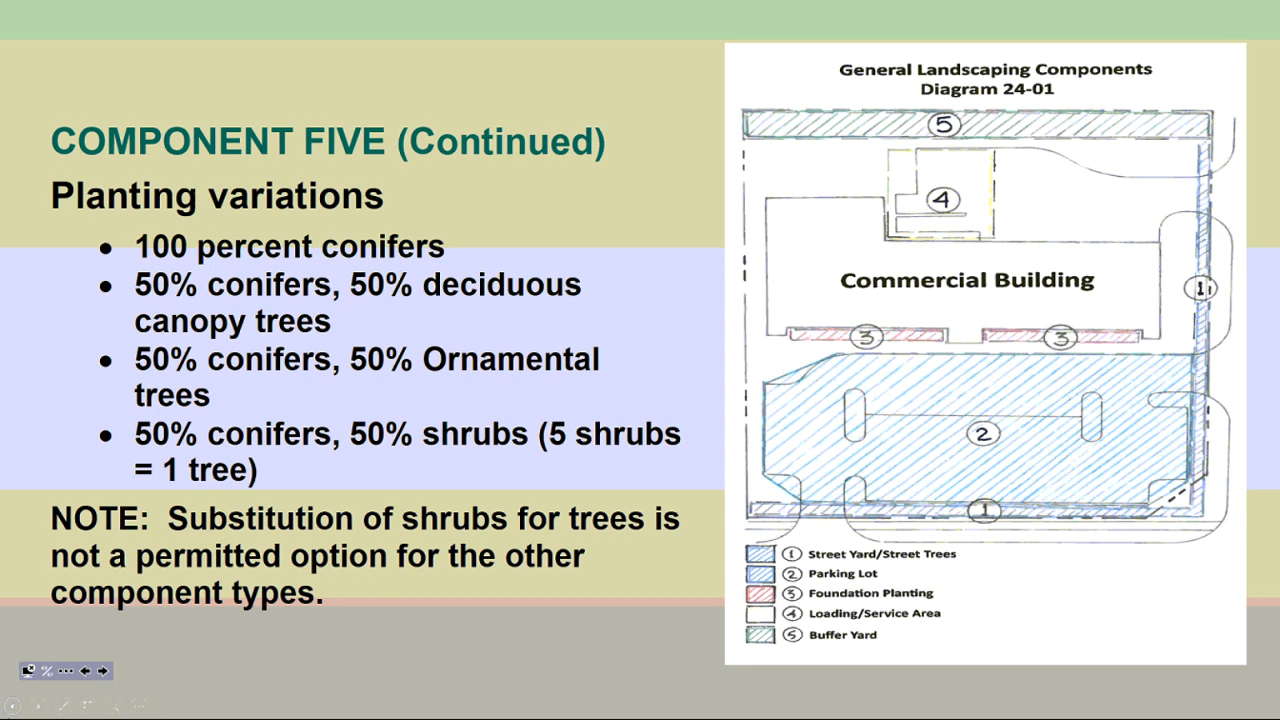 COMPONENT FIVE (Continued)
Planting variations
• 100 percent conifers
• 50% conifers, 50% deciduous
canopy trees
• 50% conifers, 50% Ornamental
trees
• 50% conifers, 50% shrubs (5 shrubs
= 1 tree)
NOTE:  Substitution of shrubs for trees is
not a permitted option for the other
component types.
General Landscaping Components
Diagram 24-01
5
4
Commercial Building
1
3 3
2
1
1 Street Yard/Street Trees
2 Parking Lot
3 Foundation Planting
4 Loading/Service Area
5 Buffer Yard